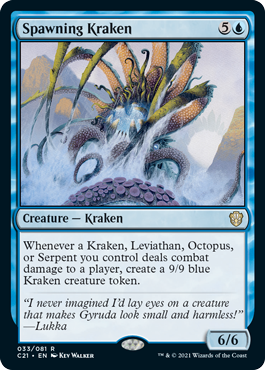 Spawning Kraken 5
Creature — Kraken
Whenever a Kraken, Leviathan, Octopus,
or Serpent you control deals combat
damage to a player, create a 9/9 blue
Kraken creature token.
“I never imagined I’d lay eyes on a creature
that makes Gyruda look small and harmless!”
—Lukka
6/6
033/081 R
C21 • EN Key Walker
™ & © 2021 Wizards of the Coast